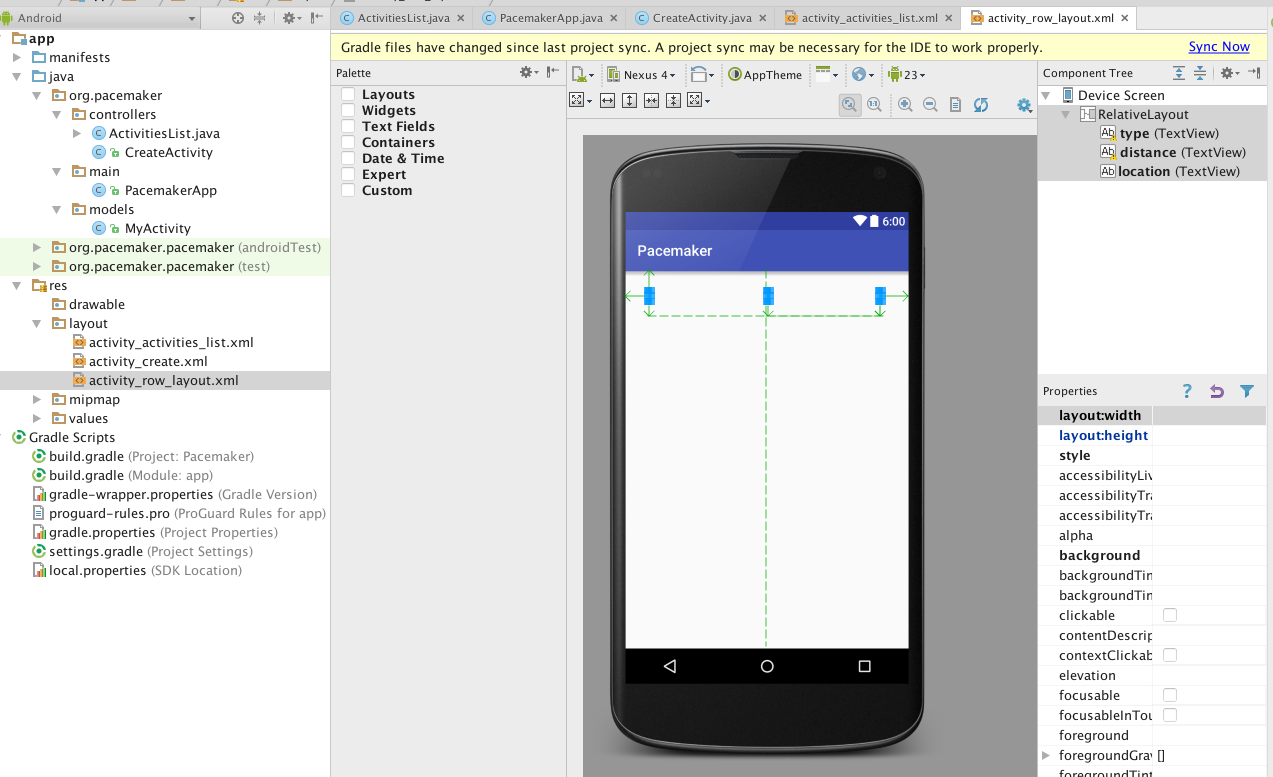 Android
ActivitiesList.java
PacemakerApp.java
CreateActivity.java
activity_activities_list.xml
activity_row_layout.xml
Gradle files have changed since last project sync. A project sync may be necessary for the IDE to work properly.
Sync Now
app
manifests
java
org.pacemaker
controllers
ActivitiesList.java
CreateActivity
main
PacemakerApp
models
MyActivity
org.pacemaker.pacemaker (androidTest)
org.pacemaker.pacemaker (test)
res
drawable
layout
activity_activities_list.xml
activity_create.xml
activity_row_layout.xml
mipmap
values
Gradle Scripts
build.gradle (Project: Pacemaker)
build.gradle (Module: app)
gradle-wrapper.properties (Gradle Version)
proguard-rules.pro (ProGuard Rules for app)
gradle.properties (Project Properties)
settings.gradle (Project Settings)
local.properties (SDK Location)
Palette
Layouts
Widgets
Text Fields
Containers
Date & Time
Expert
Custom
Nexus 4
AppTheme
23
1:1
6:00
Pacemaker
Component Tree
Device Screen
RelativeLayout
Ab type (TextView)
Ab distance (TextView)
Ab location (TextView)
Properties
?
layout:width
layout:height
style
accessibilityLiv
accessibilityTra
accessibilityTra
alpha
background
backgroundTin
backgroundTin
clickable
contentDescrip
contextClickab
elevation
focusable
focusableInTou
foreground
foregroundGrav []
foregroundTint